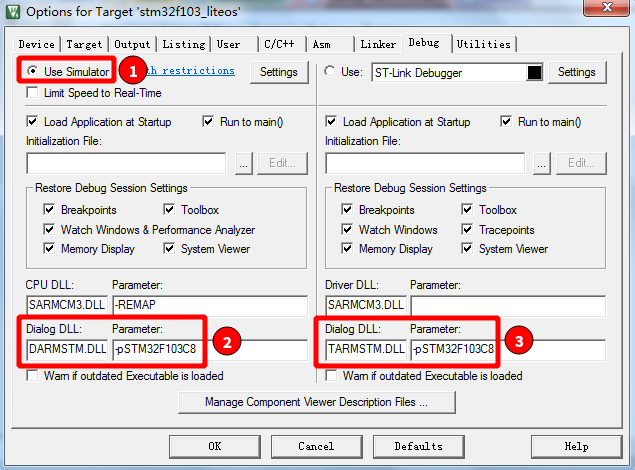 Options for Target 'stm32f103_liteos'
Device Target Output Listing User C/C++ Asm Linker Debug Utilities
Use Simulator 1 th restrictions Settings Use: ST-Link Debugger Settings
Limit Speed to Real-Time
Load Application at Startup Run to main() Load Application at Startup Run to main()
Initialization File: Initialization File:
... Edit... ... Edit...
Restore Debug Session Settings Restore Debug Session Settings
Breakpoints Toolbox Breakpoints Toolbox
Watch Windows & Performance Analyzer Watch Windows Tracepoints
Memory Display System Viewer Memory Display System Viewer
CPU DLL: Parameter: Driver DLL: Parameter:
SARMCM3.DLL -REMAP SARMCM3.DLL
Dialog DLL: Parameter: 2 Dialog DLL: Parameter: 3
DARMSTM.DLL -pSTM32F103C8 TARMSTM.DLL -pSTM32F103C8
Warn if outdated Executable is loaded Warn if outdated Executable is loaded
Manage Component Viewer Description Files ...
OK Cancel Defaults Help